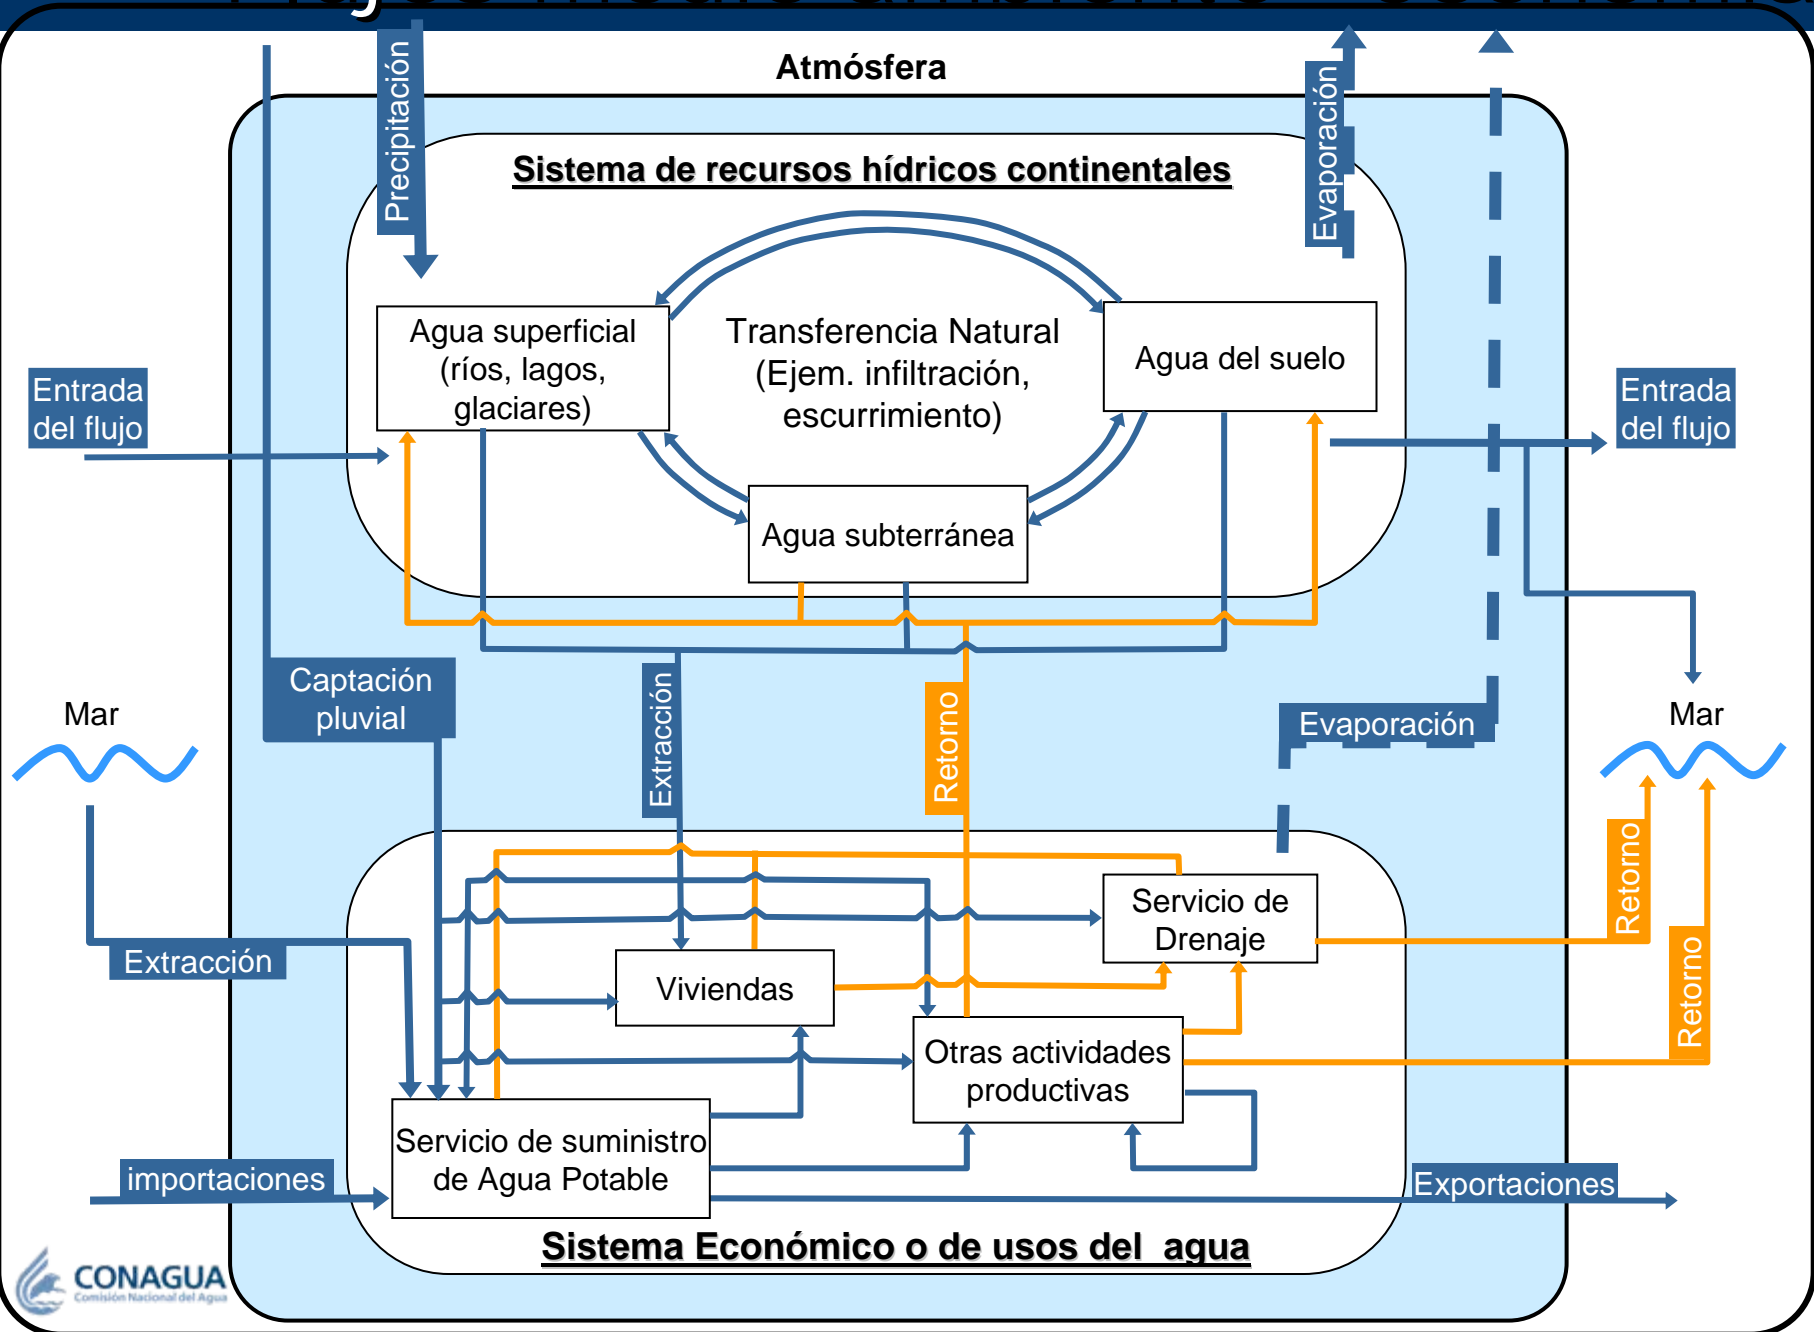 Atmósfera
Precipitación
Evaporación
Sistema de recursos hídricos continentales
Agua superficial
(ríos, lagos,
glaciares)
Transferencia Natural
(Ejem. infiltración,
escurrimiento)
Agua del suelo
Entrada
del flujo
Entrada
del flujo
Agua subterránea
Captación
pluvial
Extracción
Retorno
Evaporación
Mar
Mar
Extracción
Servicio de
Drenaje
Retorno
Retorno
Viviendas
Otras actividades
productivas
Servicio de suministro
de Agua Potable
importaciones
Exportaciones
Sistema Económico o de usos del agua
CONAGUA
Comisión Nacional del Agua